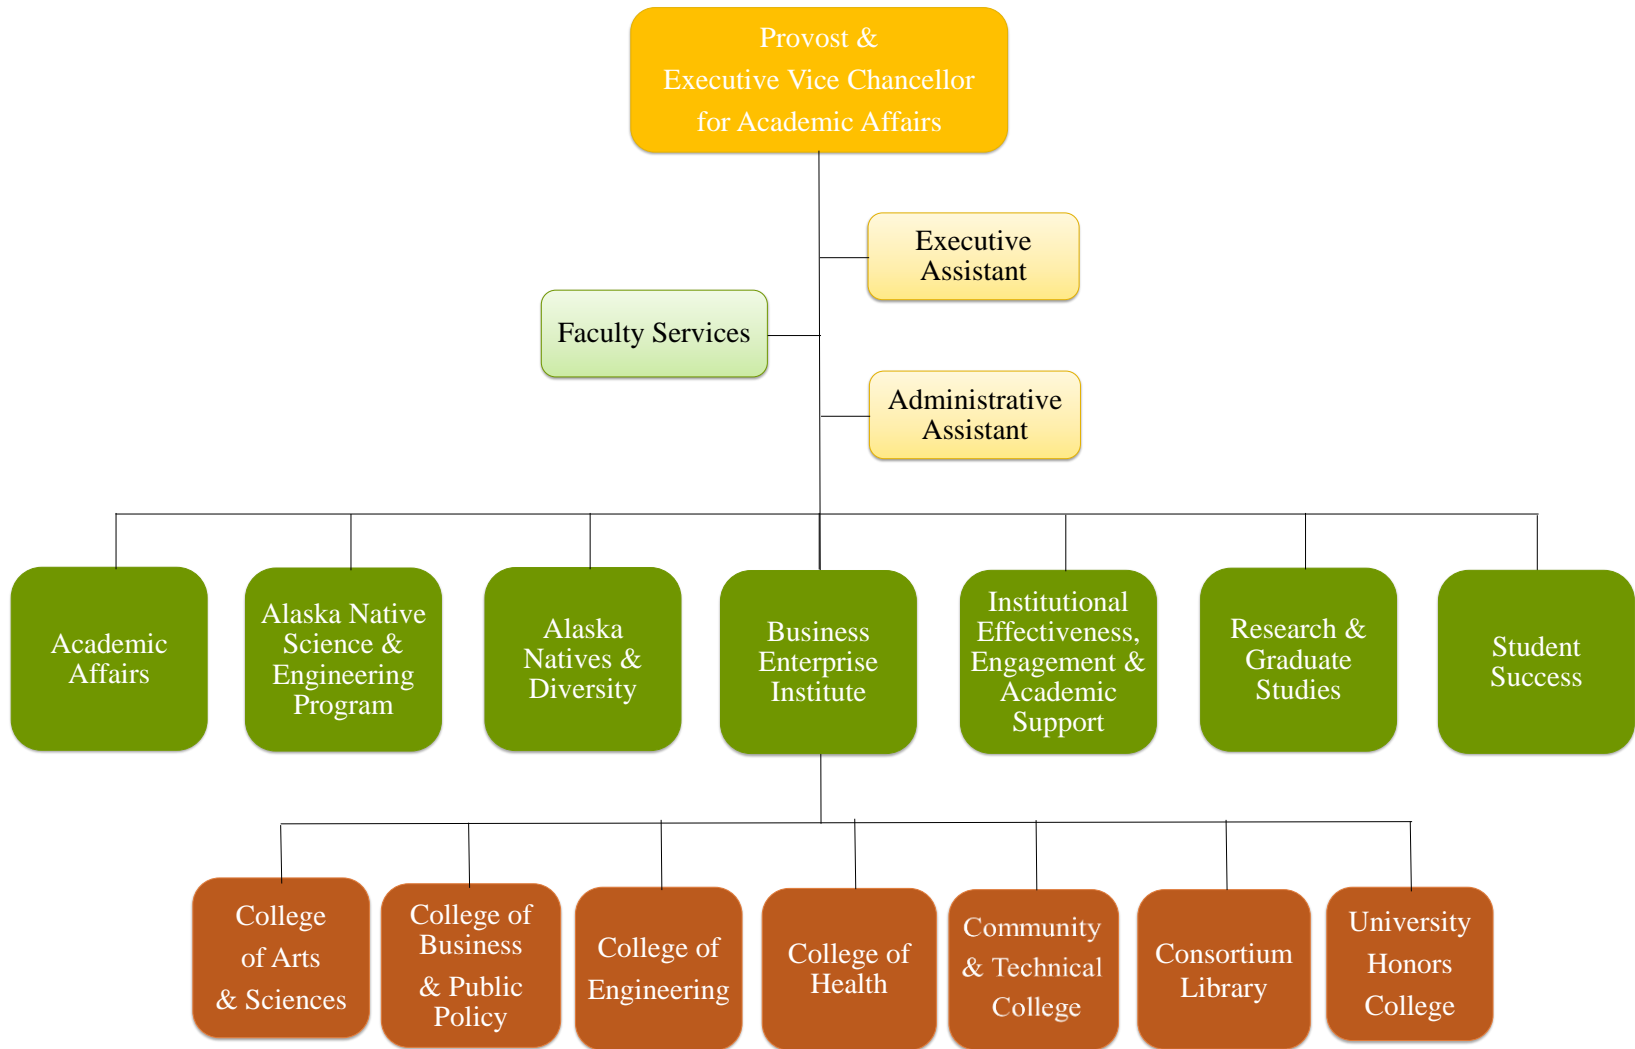 Provost &
Executive Vice Chancellor
for Academic Affairs
Executive
Assistant
Faculty Services
Administrative
Assistant
Academic
Affairs
Alaska Native
Science &
Engineering
Program
Alaska
Natives &
Diversity
Business
Enterprise
Institute
Institutional
Effectiveness,
Engagement &
Academic
Support
Research &
Graduate
Studies
Student
Success
College
of Arts
& Sciences
College of
Business
& Public
Policy
College of
Engineering
College of
Health
Community
& Technical
College
Consortium
Library
University
Honors
College